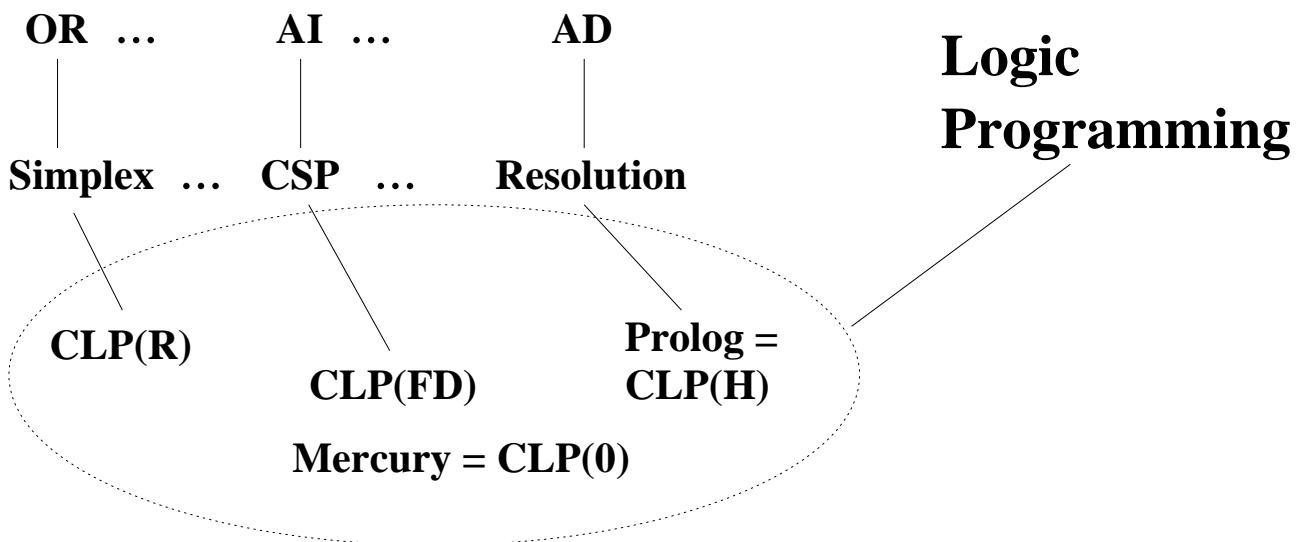 OR … AI … AD
Logic
Programming
Simplex … CSP … Resolution
CLP(R)
Prolog =
CLP(H)
CLP(FD)
Mercury = CLP(0)